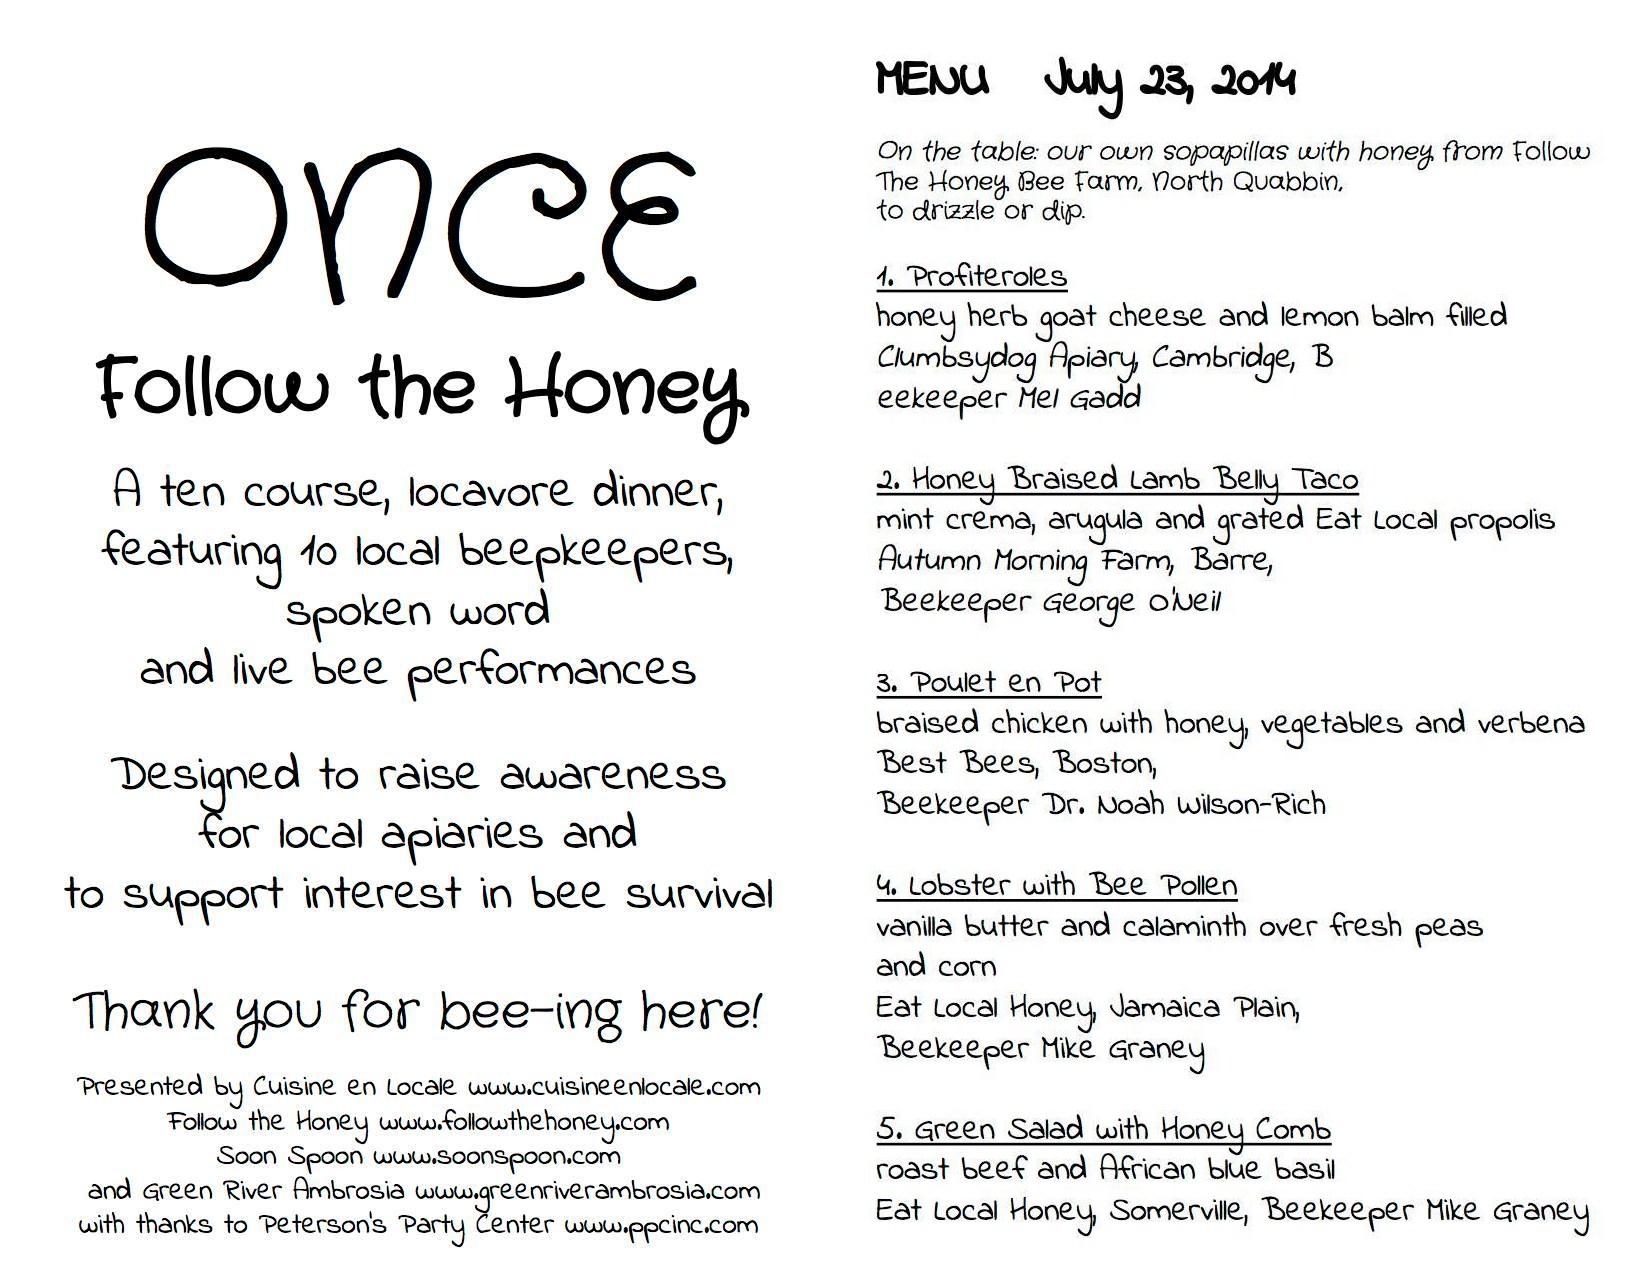 ONCE
Follow the Honey
A ten course, locavore dinner,
featuring 10 local beepkeepers,
spoken word
and live bee performances
Designed to raise awareness
for local apiaries and
to support interest in bee survival
Thank you for bee-ing here!
Presented by Cuisine en Locale www.cuisineenlocale.com
Follow the Honey www.followthehoney.com
Soon Spoon www.soonspoon.com
and Green River Ambrosia www.greenriverambrosia.com
with thanks to Peterson's Party Center www.ppcinc.com
MENU July 23, 2014
On the table: our own sopapillas with honey from Follow
The Honey Bee Farm, North Quabbin,
to drizzle or dip.
1. Profiteroles
honey herb goat cheese and lemon balm filled
Clumbsydog Apiary, Cambridge, B
eekeeper Mel Gadd
2. Honey Braised Lamb Belly Taco
mint crema, arugula and grated Eat Local propolis
Autumn Morning Farm, Barre,
Beekeeper George O'Neil
3. Poulet en Pot
braised chicken with honey, vegetables and verbena
Best Bees, Boston,
Beekeeper Dr. Noah Wilson-Rich
4. Lobster with Bee Pollen
vanilla butter and calaminth over fresh peas
and corn
Eat Local Honey, Jamaica Plain,
Beekeeper Mike Graney
5. Green Salad with Honey Comb
roast beef and African blue basil
Eat Local Honey, Somerville, Beekeeper Mike Graney